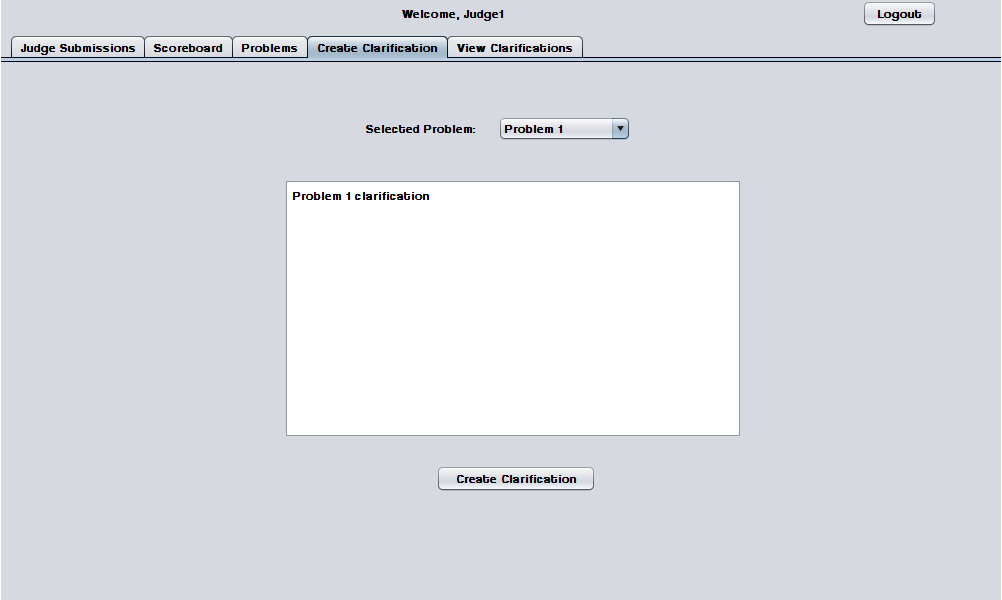 Welcome, Judge1
Logout
Judge Submissions Scoreboard Problems Create Clarification View Clarifications
Selected Problem: Problem 1
Problem 1 clarification
Create Clarification